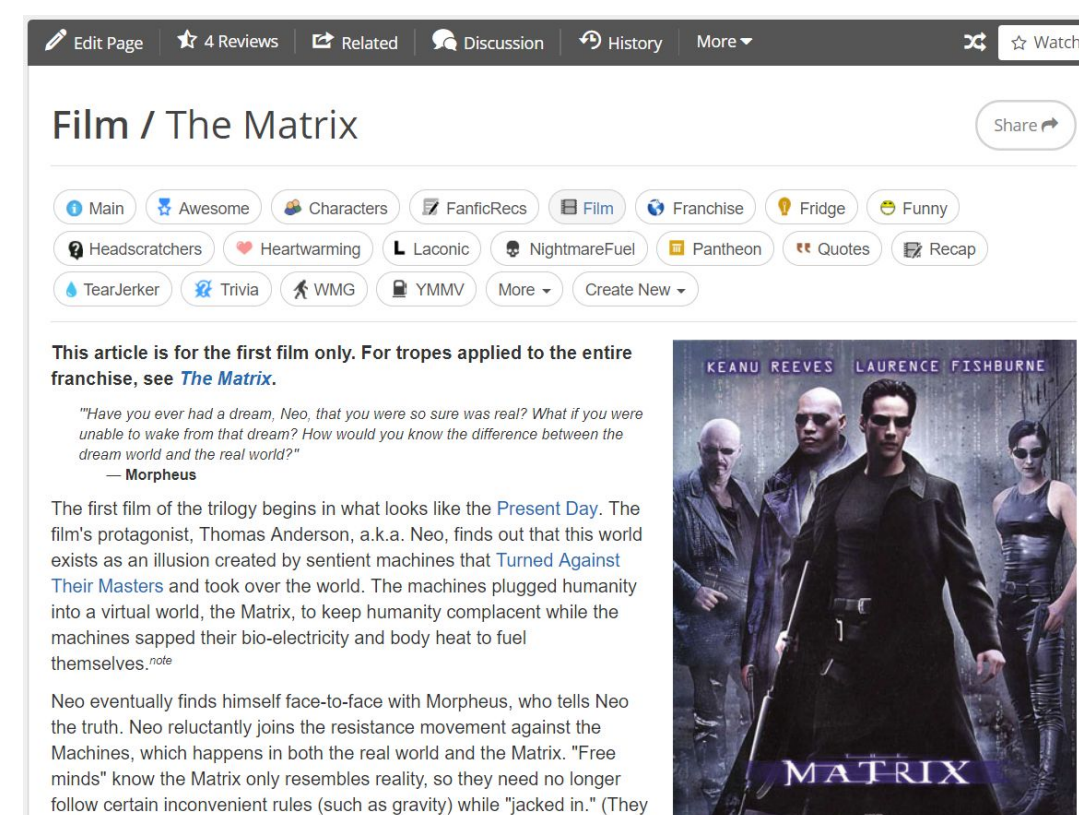 Edit Page 4 Reviews Related Discussion History More Watch
Film / The Matrix
Share
Main Awesome Characters FanficRecs Film Franchise Fridge Funny
Headscratchers Heartwarming L Laconic NightmareFuel Pantheon Quotes Recap
TearJerker Trivia WMG YMMV More Create New
This article is for the first film only. For tropes applied to the entire
franchise, see The Matrix.
"'Have you ever had a dream, Neo, that you were so sure was real? What if you were
unable to wake from that dream? How would you know the difference between the
dream world and the real world?"
— Morpheus
The first film of the trilogy begins in what looks like the Present Day. The
film's protagonist, Thomas Anderson, a.k.a. Neo, finds out that this world
exists as an illusion created by sentient machines that Turned Against
Their Masters and took over the world. The machines plugged humanity
into a virtual world, the Matrix, to keep humanity complacent while the
machines sapped their bio-electricity and body heat to fuel
themselves.note
Neo eventually finds himself face-to-face with Morpheus, who tells Neo
the truth. Neo reluctantly joins the resistance movement against the
Machines, which happens in both the real world and the Matrix. "Free
minds" know the Matrix only resembles reality, so they need no longer
follow certain inconvenient rules (such as gravity) while "jacked in." (They
KEANU REEVES LAURENCE FISHBURNE
THE
MATRIX